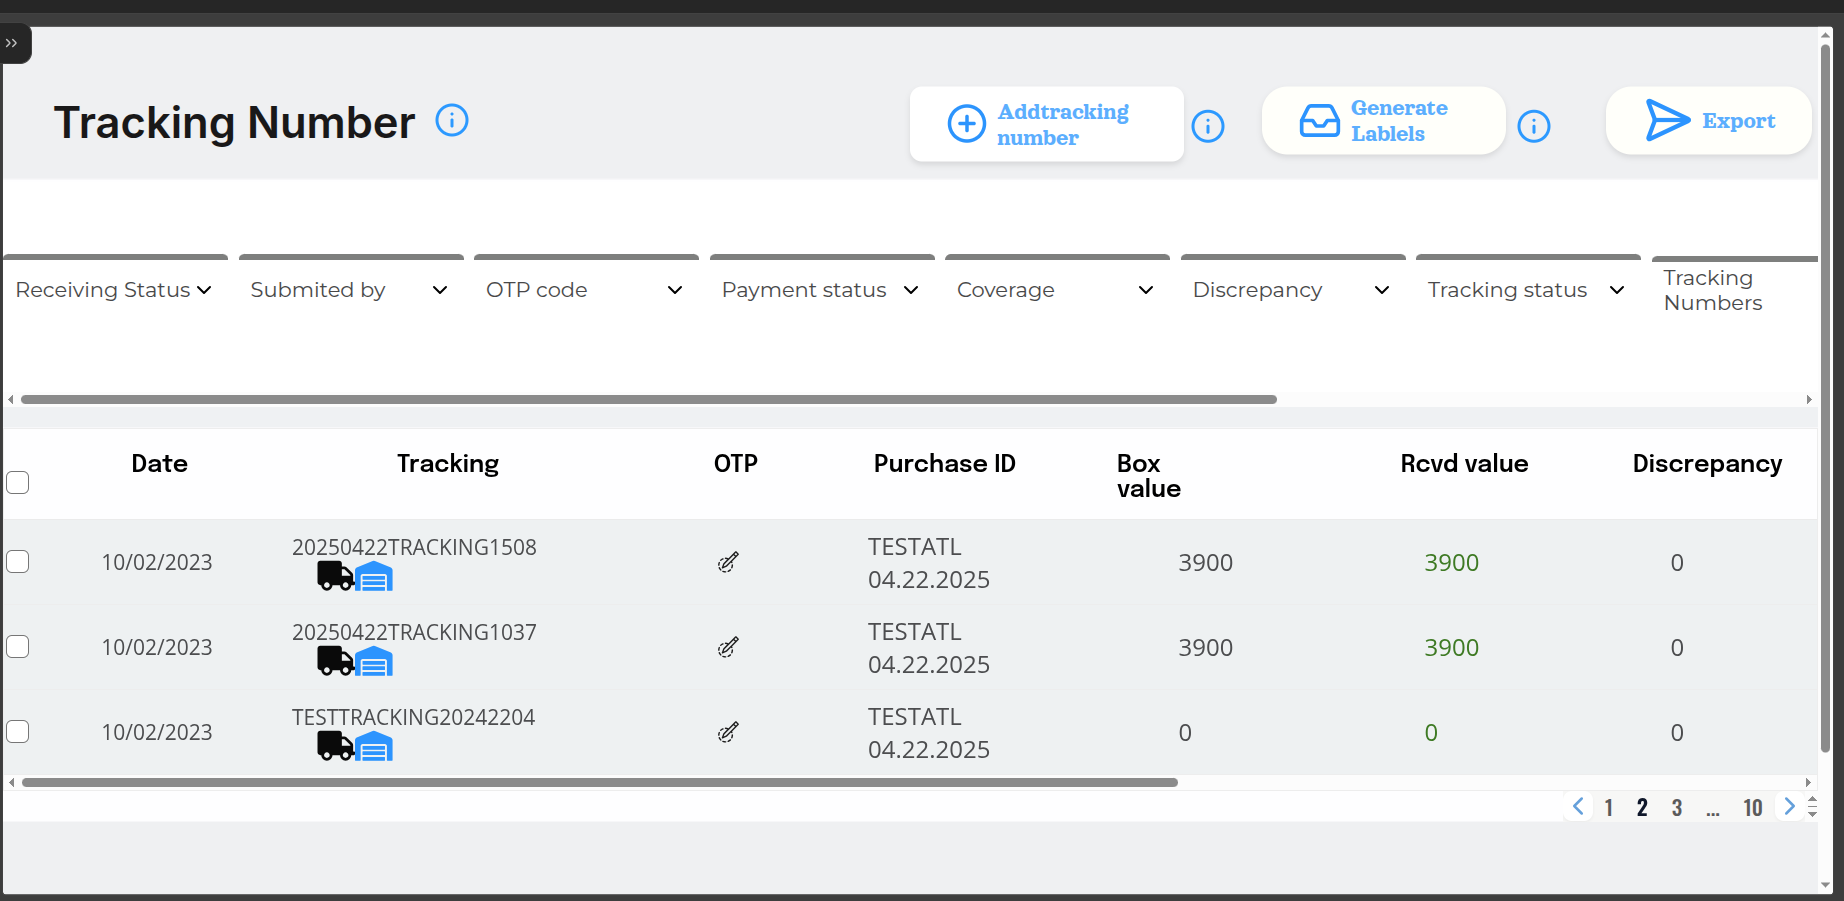 Tracking Number
Addtracking
number
Generate
Lablels
Export
Receiving Status
Submited by
OTP code
Payment status
Coverage
Discrepancy
Tracking status
Tracking
Numbers
Date
Tracking
OTP
Purchase ID
Box
value
Rcvd value
Discrepancy
10/02/2023
20250422TRACKING1508
TESTATL
04.22.2025
3900
3900
0
10/02/2023
20250422TRACKING1037
TESTATL
04.22.2025
3900
3900
0
10/02/2023
TESTTRACKING20242204
TESTATL
04.22.2025
0
0
0
1 2 3 ... 10